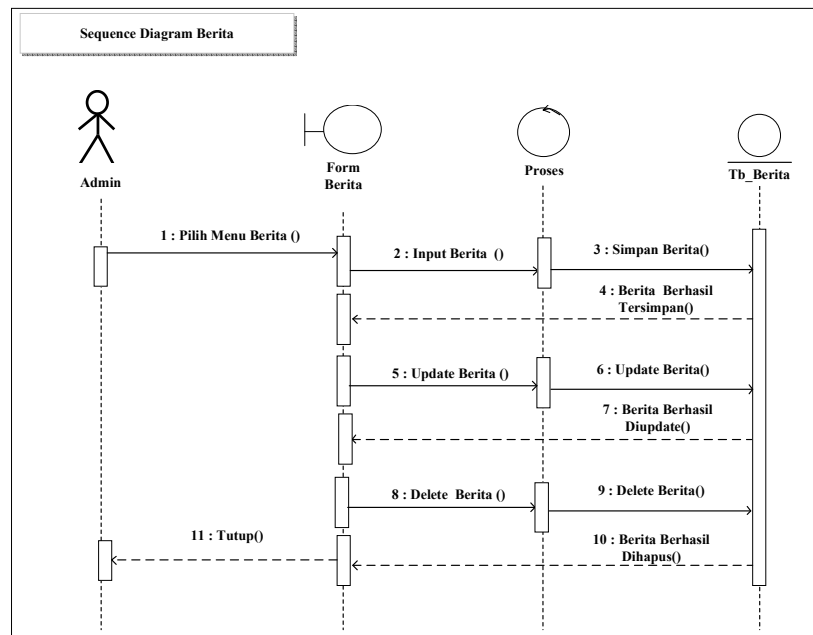 Sequence Diagram Berita
Admin
Form
Berita
Proses
Tb_Berita
1 : Pilih Menu Berita ()
2 : Input Berita ()
3 : Simpan Berita()
4 : Berita Berhasil
Tersimpan()
5 : Update Berita ()
6 : Update Berita()
7 : Berita Berhasil
Diupdate()
8 : Delete Berita ()
9 : Delete Berita()
10 : Berita Berhasil
Dihapus()
11 : Tutup()